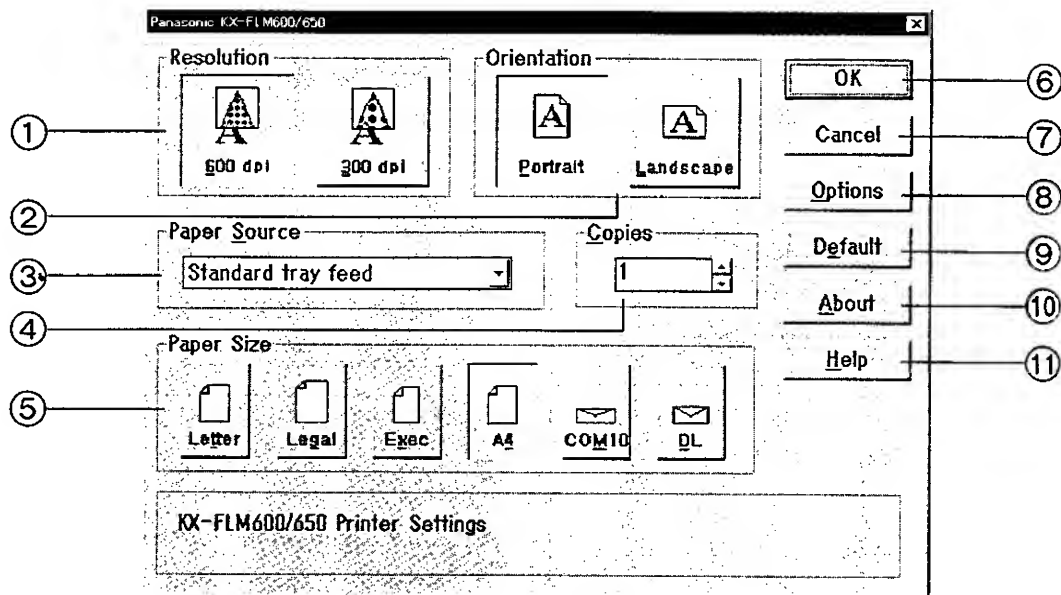 Panasonic KX-FLM600/650
Resolution
Orientation
600 dpi
300 dpi
Portrait
Landscape
OK
Cancel
Options
Default
About
Help
Paper Source
Copies
Standard tray feed
1
Paper Size
Letter
Legal
Exec
A4
COM10
DL
KX-FLM600/650 Printer Settings
①
②
③
④
⑤
⑥
⑦
⑧
⑨
⑩
⑪